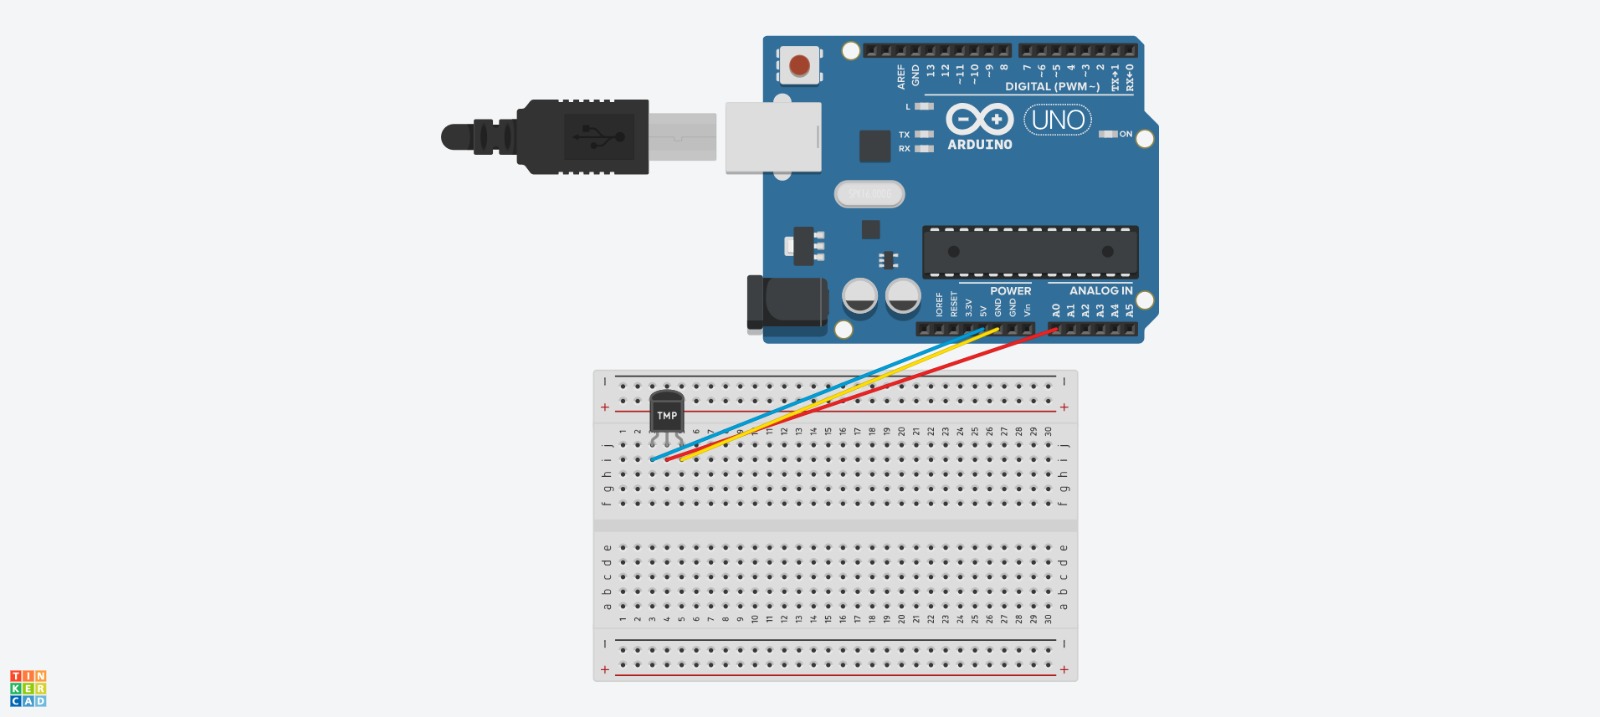 AREF
GND
13
12
~11
~10
~9
8
7
~6
~5
4
~3
2
TX→1
RX←0
DIGITAL (PWM~)
L
TX
RX
ARDUINO
UNO
ON
POWER
ANALOG IN
IOREF
RESET
3.3V
5V
GND
GND
Vin
A0
A1
A2
A3
A4
A5
− −
+ +
TMP
1 2 3 4 5 6 7 8 9 10 11 12 13 14 15 16 17 18 19 20 21 22 23 24 25 26 27 28 29 30
j j
i i
h h
g g
f f
e e
d d
c c
b b
a a
1 2 3 4 5 6 7 8 9 10 11 12 13 14 15 16 17 18 19 20 21 22 23 24 25 26 27 28 29 30
− −
+ +
TIN
KER
CAD